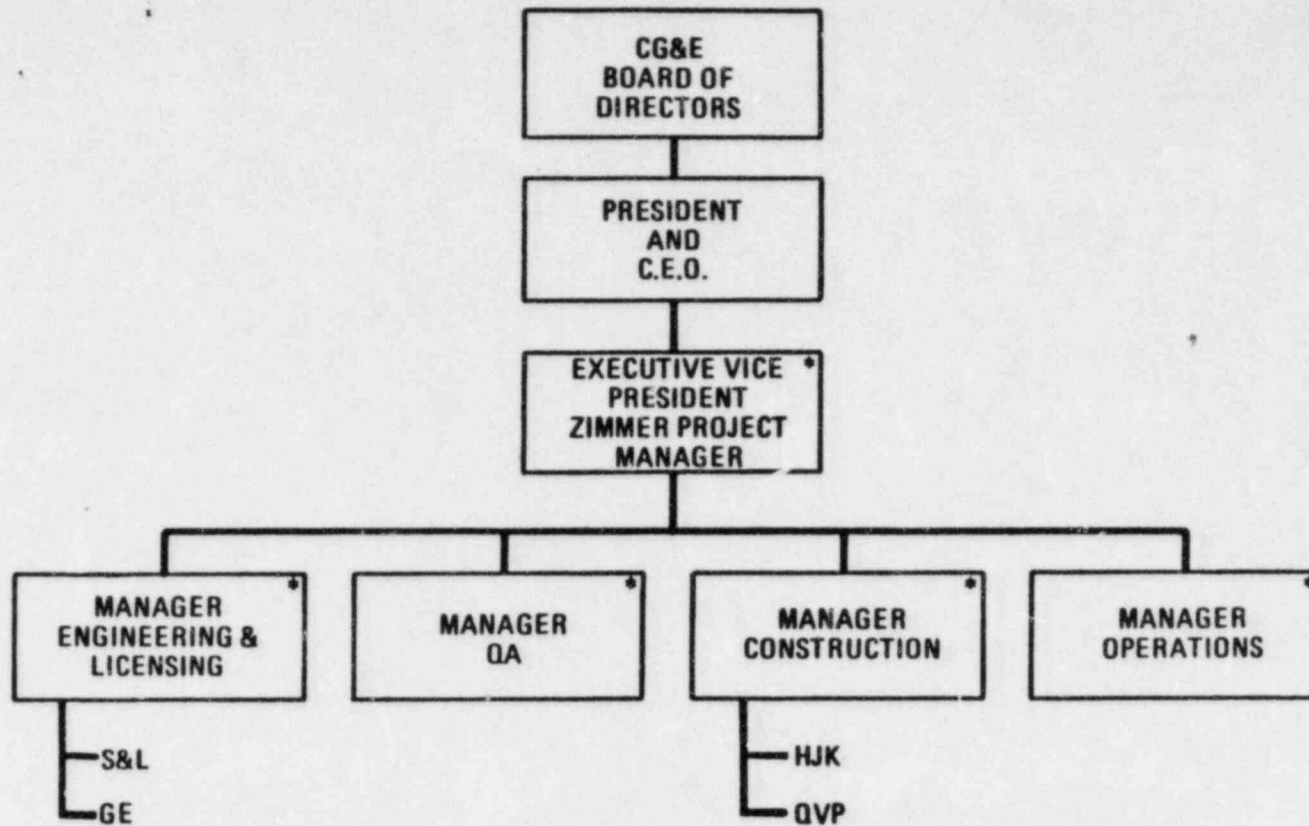 CG&E
BOARD OF
DIRECTORS
PRESIDENT
AND
C.E.O.
EXECUTIVE VICE *
PRESIDENT
ZIMMER PROJECT
MANAGER
*
MANAGER
ENGINEERING &
LICENSING
*
MANAGER
QA
*
MANAGER
CONSTRUCTION
*
MANAGER
OPERATIONS
S&L
GE
HJK
QVP